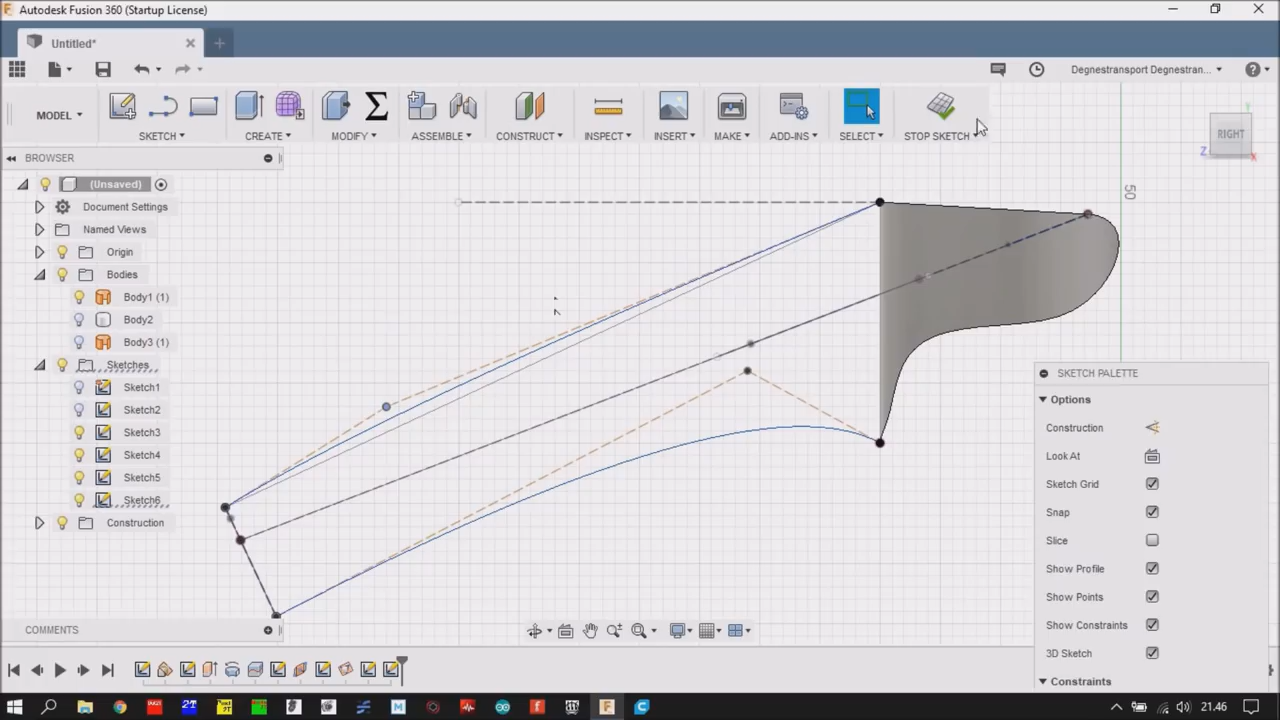 Autodesk Fusion 360 (Startup License)
Untitled*
Degnestransport Degnestran...
MODEL
SKETCH
CREATE
MODIFY
ASSEMBLE
CONSTRUCT
INSPECT
INSERT
MAKE
ADD-INS
SELECT
STOP SKETCH
RIGHT
Y
Z
X
BROWSER
(Unsaved)
Document Settings
Named Views
Origin
Bodies
Body1 (1)
Body2
Body3 (1)
Sketches
Sketch1
Sketch2
Sketch3
Sketch4
Sketch5
Sketch6
Construction
50
SKETCH PALETTE
Options
Construction
Look At
Sketch Grid
Snap
Slice
Show Profile
Show Points
Show Constraints
3D Sketch
Constraints
COMMENTS
21.46